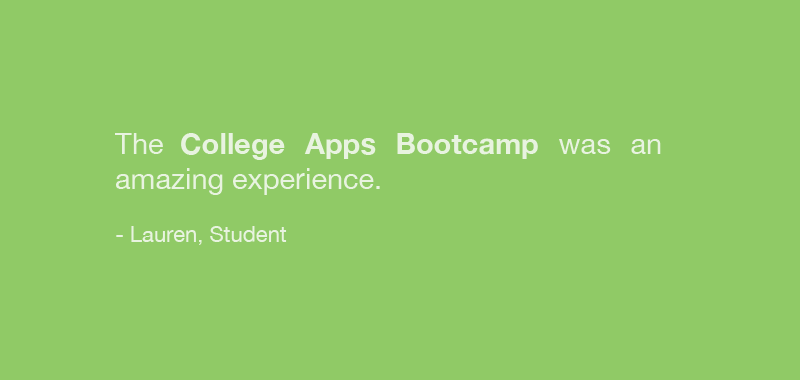 The College Apps Bootcamp was an
amazing experience.
- Lauren, Student